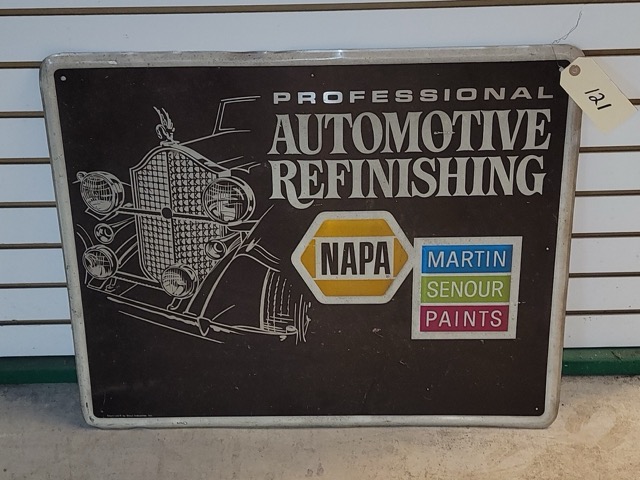 PROFESSIONAL
AUTOMOTIVE
REFINISHING
NAPA
MARTIN
SENOUR
PAINTS
121